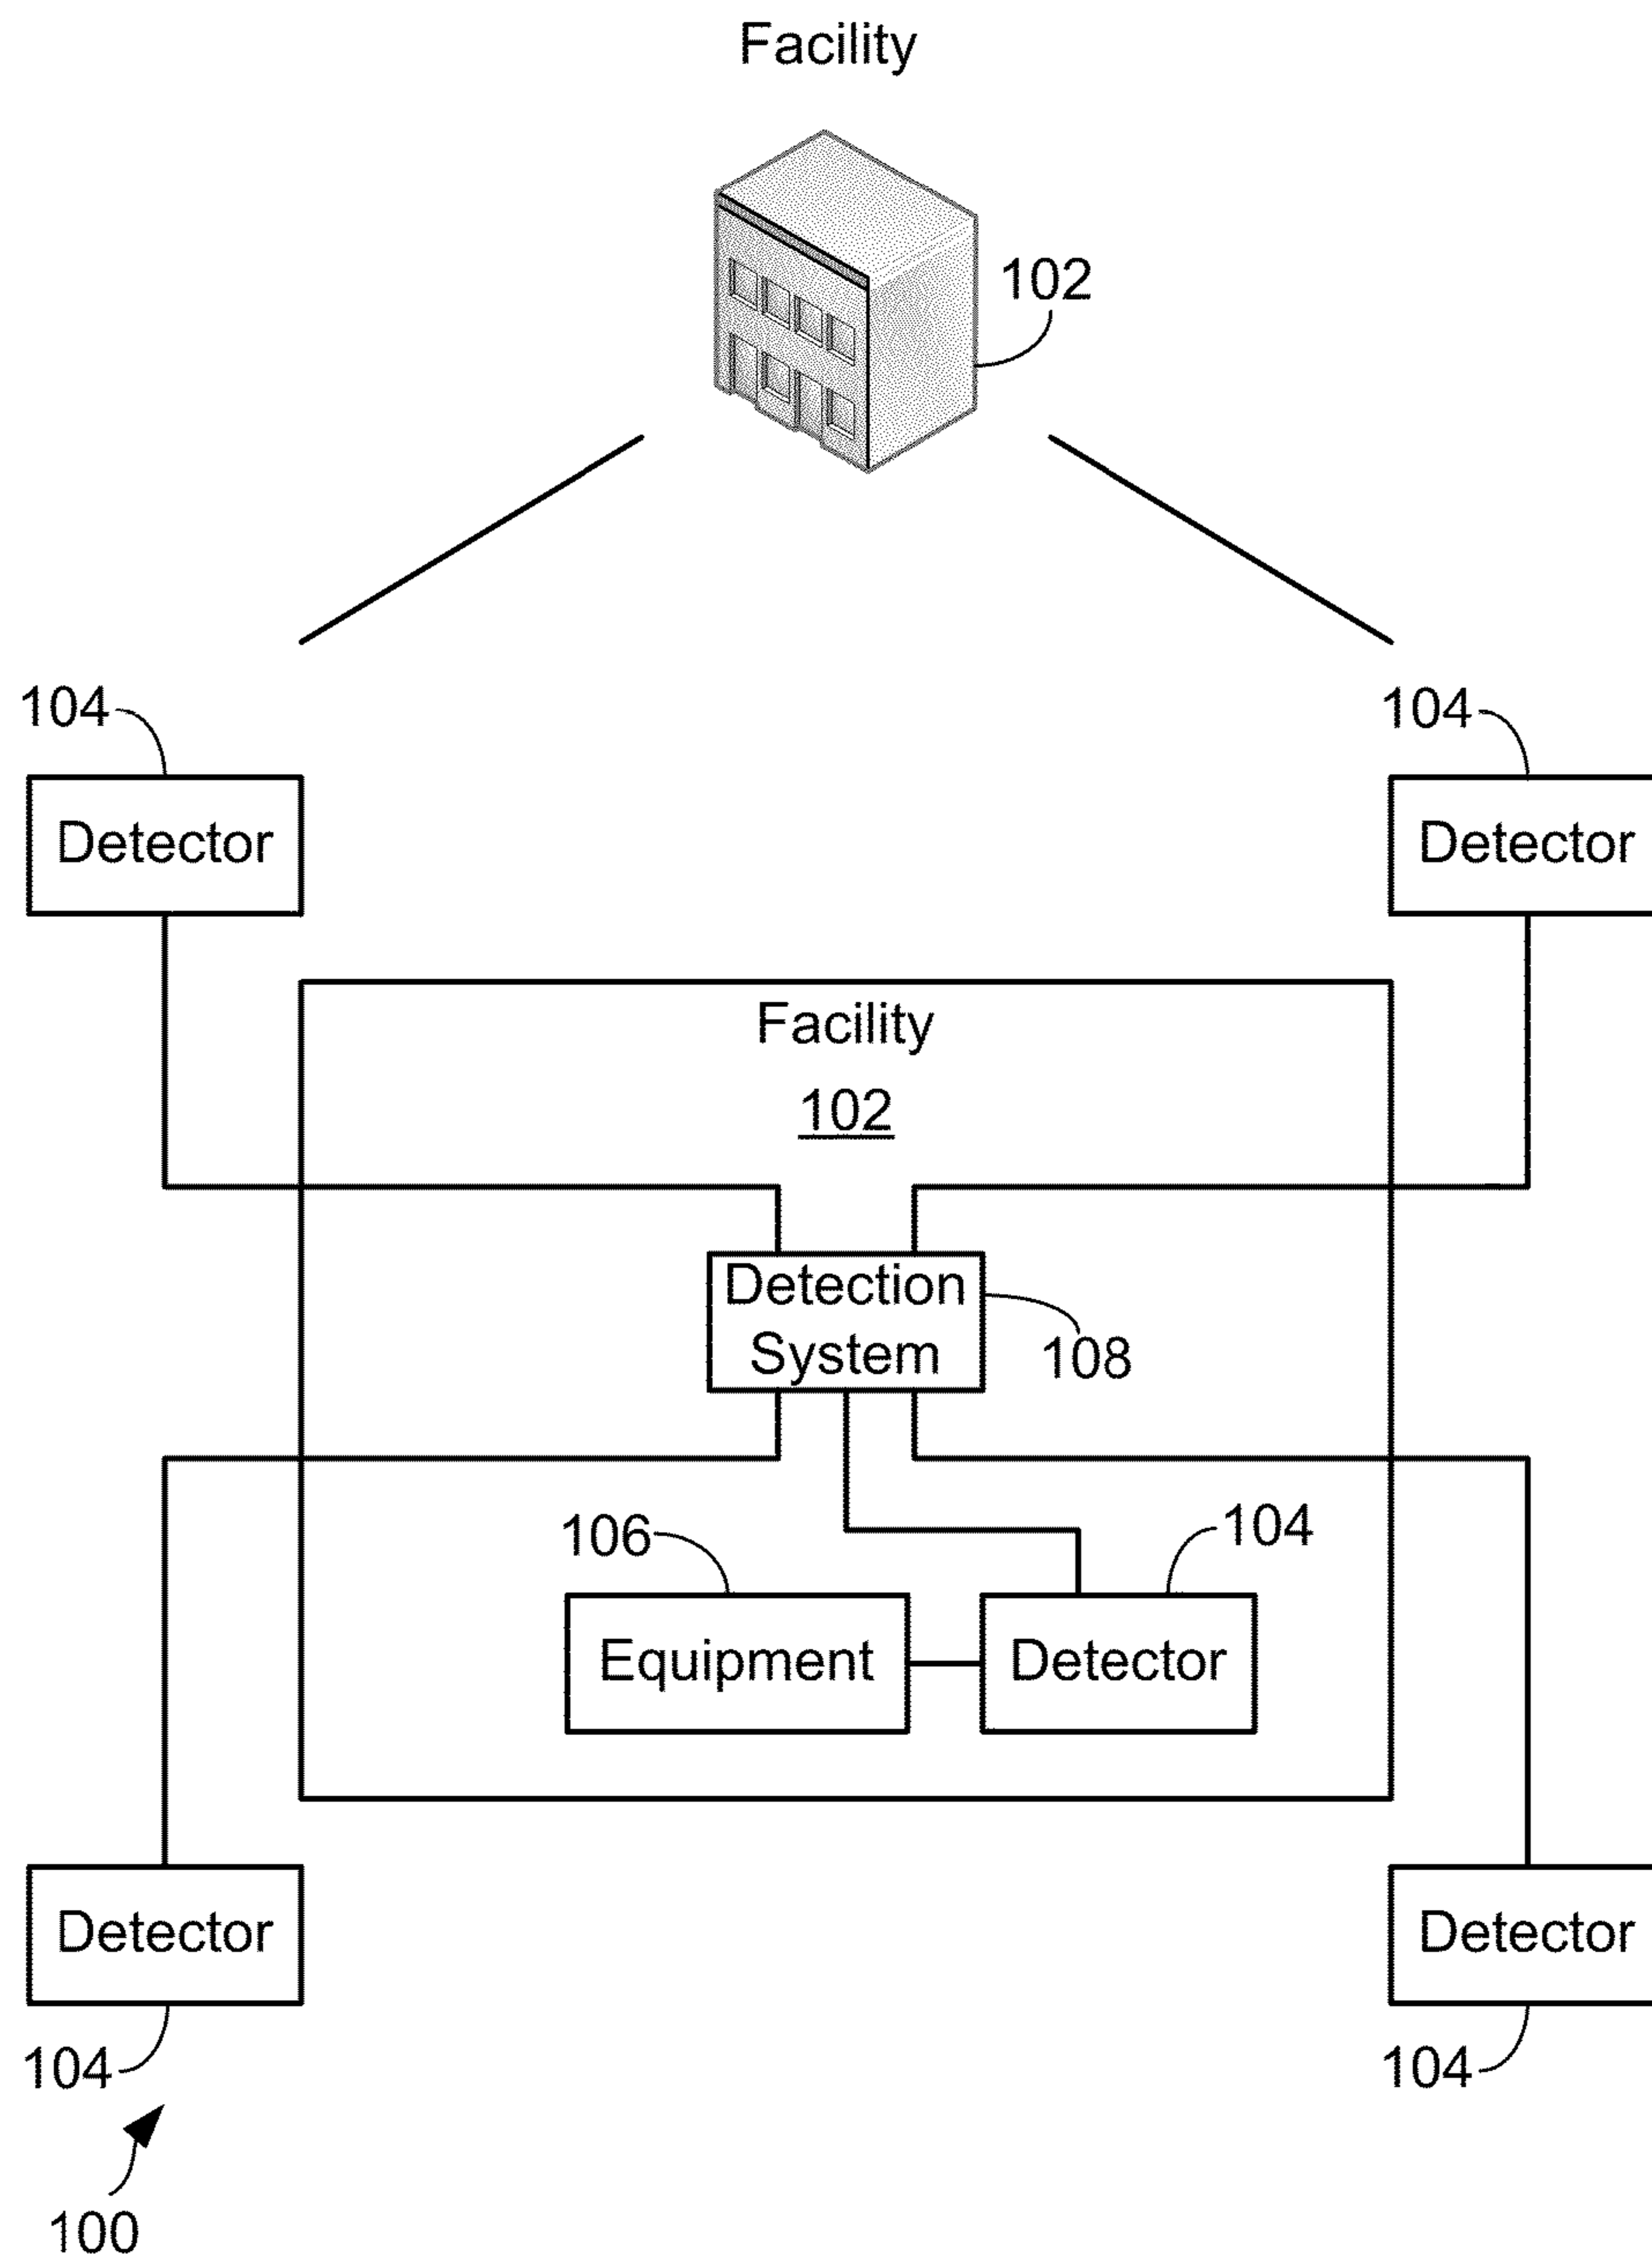 Facility
102
104
104
Detector
Detector
Facility
102
Detection
System
108
106
104
Equipment
Detector
Detector
Detector
104
104
100